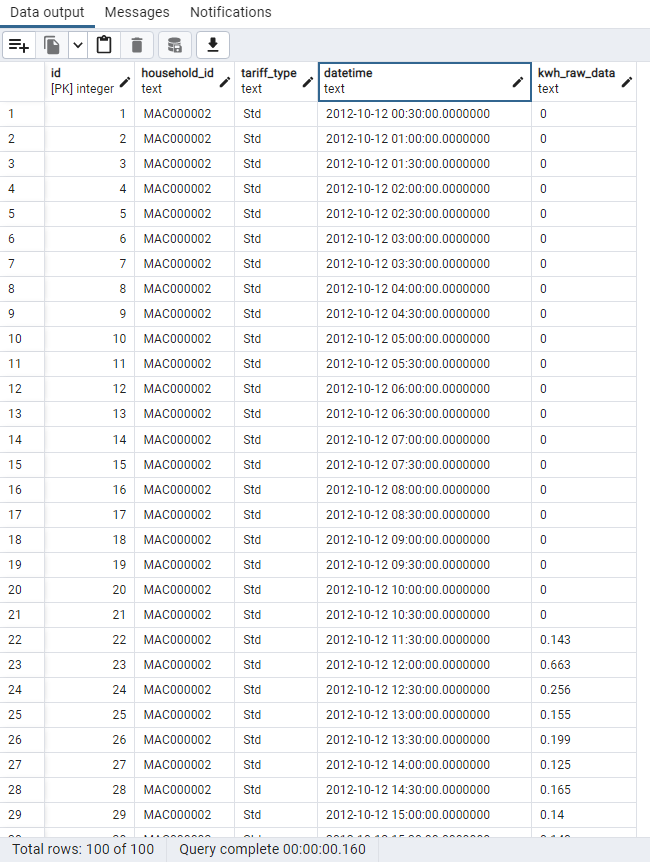 Data output Messages Notifications
id household_id tariff_type datetime kwh_raw_data
[PK] integer text text text text
1 1 MAC000002 Std 2012-10-12 00:30:00.0000000 0
2 2 MAC000002 Std 2012-10-12 01:00:00.0000000 0
3 3 MAC000002 Std 2012-10-12 01:30:00.0000000 0
4 4 MAC000002 Std 2012-10-12 02:00:00.0000000 0
5 5 MAC000002 Std 2012-10-12 02:30:00.0000000 0
6 6 MAC000002 Std 2012-10-12 03:00:00.0000000 0
7 7 MAC000002 Std 2012-10-12 03:30:00.0000000 0
8 8 MAC000002 Std 2012-10-12 04:00:00.0000000 0
9 9 MAC000002 Std 2012-10-12 04:30:00.0000000 0
10 10 MAC000002 Std 2012-10-12 05:00:00.0000000 0
11 11 MAC000002 Std 2012-10-12 05:30:00.0000000 0
12 12 MAC000002 Std 2012-10-12 06:00:00.0000000 0
13 13 MAC000002 Std 2012-10-12 06:30:00.0000000 0
14 14 MAC000002 Std 2012-10-12 07:00:00.0000000 0
15 15 MAC000002 Std 2012-10-12 07:30:00.0000000 0
16 16 MAC000002 Std 2012-10-12 08:00:00.0000000 0
17 17 MAC000002 Std 2012-10-12 08:30:00.0000000 0
18 18 MAC000002 Std 2012-10-12 09:00:00.0000000 0
19 19 MAC000002 Std 2012-10-12 09:30:00.0000000 0
20 20 MAC000002 Std 2012-10-12 10:00:00.0000000 0
21 21 MAC000002 Std 2012-10-12 10:30:00.0000000 0
22 22 MAC000002 Std 2012-10-12 11:30:00.0000000 0.143
23 23 MAC000002 Std 2012-10-12 12:00:00.0000000 0.663
24 24 MAC000002 Std 2012-10-12 12:30:00.0000000 0.256
25 25 MAC000002 Std 2012-10-12 13:00:00.0000000 0.155
26 26 MAC000002 Std 2012-10-12 13:30:00.0000000 0.199
27 27 MAC000002 Std 2012-10-12 14:00:00.0000000 0.125
28 28 MAC000002 Std 2012-10-12 14:30:00.0000000 0.165
29 29 MAC000002 Std 2012-10-12 15:00:00.0000000 0.14
Total rows: 100 of 100 Query complete 00:00:00.160